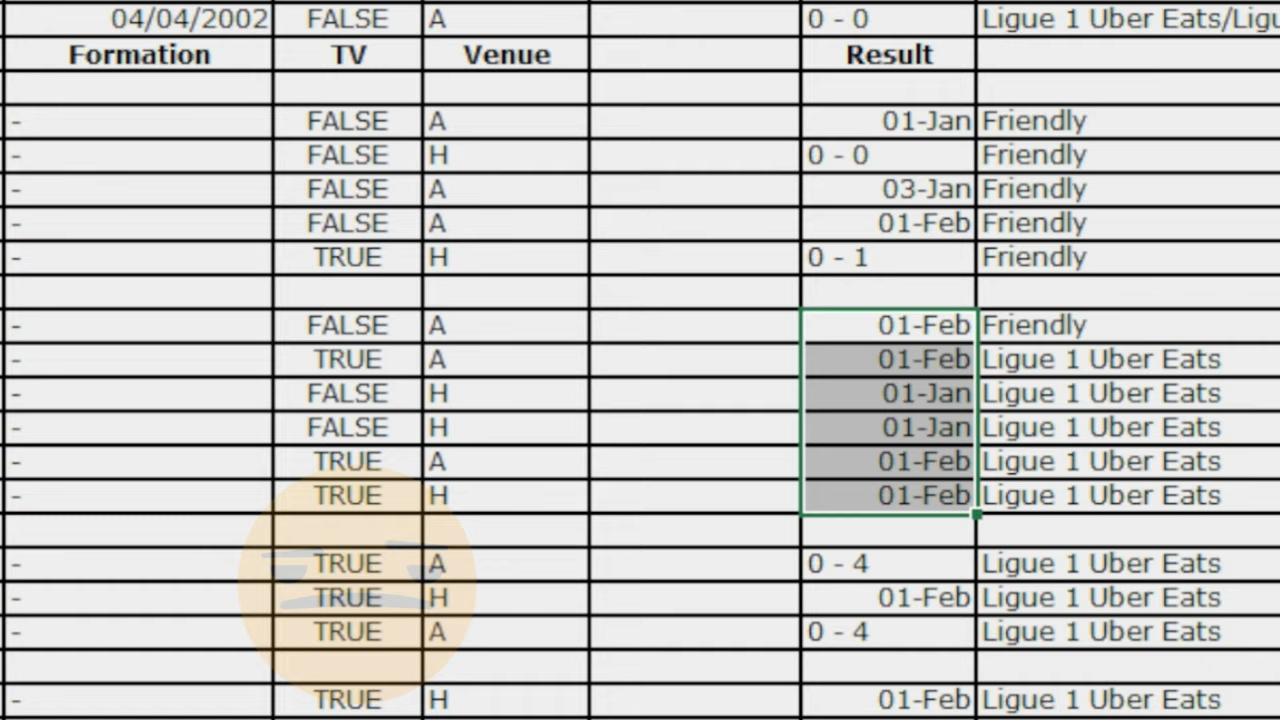 04/04/2002 FALSE A 0 - 0 Ligue 1 Uber Eats/Ligu
Formation TV Venue Result
- FALSE A 01-Jan Friendly
- FALSE H 0 - 0 Friendly
- FALSE A 03-Jan Friendly
- FALSE A 01-Feb Friendly
- TRUE H 0 - 1 Friendly
- FALSE A 01-Feb Friendly
- TRUE A 01-Feb Ligue 1 Uber Eats
- FALSE H 01-Jan Ligue 1 Uber Eats
- FALSE H 01-Jan Ligue 1 Uber Eats
- TRUE A 01-Feb Ligue 1 Uber Eats
- TRUE H 01-Feb Ligue 1 Uber Eats
- TRUE A 0 - 4 Ligue 1 Uber Eats
- TRUE H 01-Feb Ligue 1 Uber Eats
- TRUE A 0 - 4 Ligue 1 Uber Eats
- TRUE H 01-Feb Ligue 1 Uber Eats